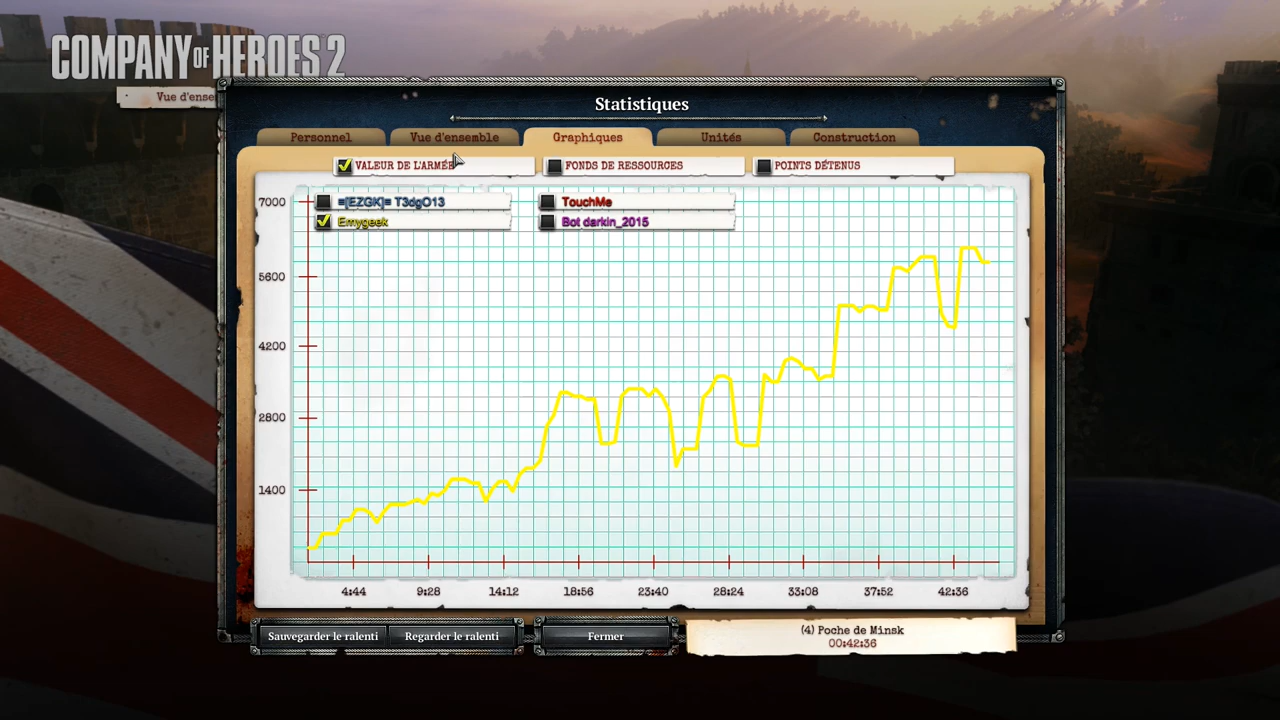 COMPANY OF HEROES 2
Vue d'ense
Statistiques
Personnel Vue d'ensemble Graphiques Unités Construction
VALEUR DE L'ARMÉE FONDS DE RESSOURCES POINTS DÉTENUS
=[EZGK]= T3dgO13 TouchMe
Emygeek Bot darkin_2015
7000
5600
4200
2800
1400
4:44 9:28 14:12 18:56 23:40 28:24 33:08 37:52 42:36
Sauvegarder le ralenti Regarder le ralenti Fermer
(4) Poche de Minsk
00:42:36